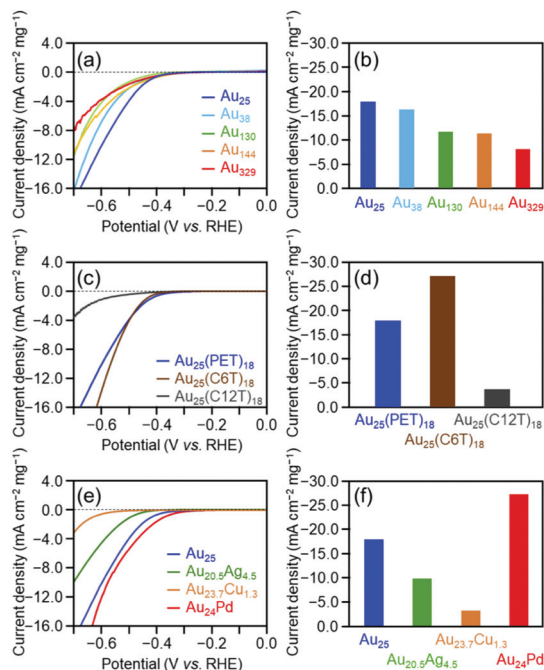 (a)
Current density (mA cm⁻² mg⁻¹)
4.0
0.0
−4.0
−8.0
−12.0
−16.0
Au₂₅
Au₃₈
Au₁₃₀
Au₁₄₄
Au₃₂₉
−0.6 −0.4 −0.2 0.0
Potential (V vs. RHE)
(b)
Current density (mA cm⁻² mg⁻¹)
−30.0
−25.0
−20.0
−15.0
−10.0
−5.0
0.0
Au₂₅ Au₃₈ Au₁₃₀ Au₁₄₄ Au₃₂₉
(c)
Current density (mA cm⁻² mg⁻¹)
4.0
0.0
−4.0
−8.0
−12.0
−16.0
Au₂₅(PET)₁₈
Au₂₅(C6T)₁₈
Au₂₅(C12T)₁₈
−0.6 −0.4 −0.2 0.0
Potential (V vs. RHE)
(d)
Current density (mA cm⁻² mg⁻¹)
−30.0
−25.0
−20.0
−15.0
−10.0
−5.0
0.0
Au₂₅(PET)₁₈ Au₂₅(C12T)₁₈
Au₂₅(C6T)₁₈
(e)
Current density (mA cm⁻² mg⁻¹)
4.0
0.0
−4.0
−8.0
−12.0
−16.0
Au₂₅
Au₂₀.₅Ag₄.₅
Au₂₃.₇Cu₁.₃
Au₂₄Pd
−0.6 −0.4 −0.2 0.0
Potential (V vs. RHE)
(f)
Current density (mA cm⁻² mg⁻¹)
−30.0
−25.0
−20.0
−15.0
−10.0
−5.0
0.0
Au₂₅ Au₂₃.₇Cu₁.₃
Au₂₀.₅Ag₄.₅ Au₂₄Pd